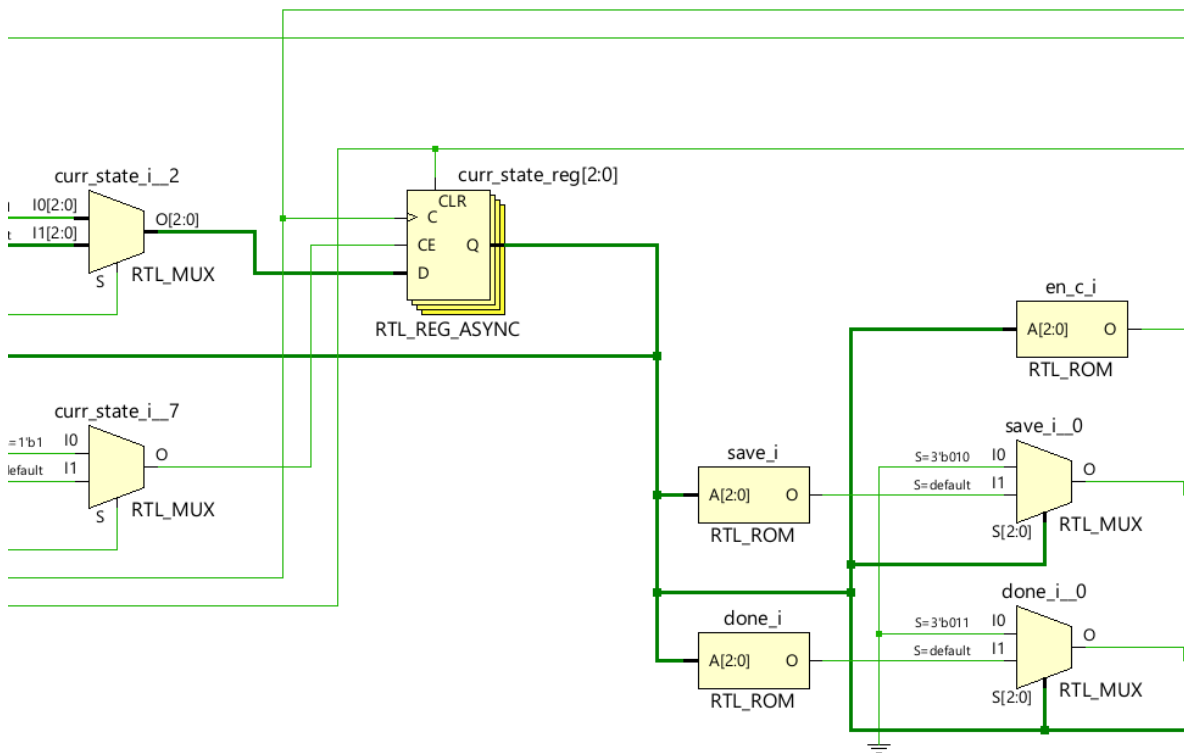 curr_state_i__2
I0[2:0]
I1[2:0]
O[2:0]
S
RTL_MUX
curr_state_reg[2:0]
CLR
C
CE
Q
D
RTL_REG_ASYNC
en_c_i
A[2:0]
O
RTL_ROM
curr_state_i__7
=1'b1
I0
I1
O
S
RTL_MUX
save_i
A[2:0]
O
RTL_ROM
save_i__0
S=3'b010
I0
S=default
I1
O
S[2:0]
RTL_MUX
done_i
A[2:0]
O
RTL_ROM
done_i__0
S=3'b011
I0
S=default
I1
O
S[2:0]
RTL_MUX